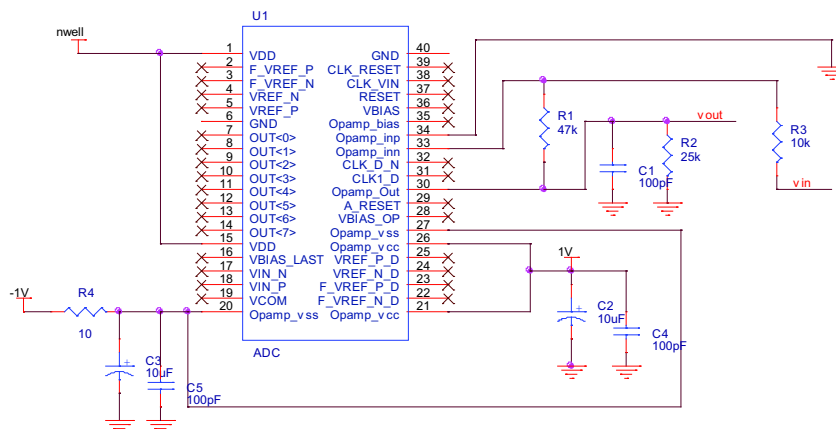 U1
nwell
1 VDD GND 40
2 F_VREF_P CLK_RESET 39
3 F_VREF_N CLK_VIN 38
4 VREF_N RESET 37
5 VREF_P VBIAS 36
6 GND Opamp_bias 35
7 OUT<0> Opamp_inp 34
8 OUT<1> Opamp_inn 33
9 OUT<2> CLK_D_N 32
10 OUT<3> CLK1_D 31
11 OUT<4> Opamp_Out 30
12 OUT<5> A_RESET 29
13 OUT<6> VBIAS_OP 28
14 OUT<7> Opamp_vss 27
15 VDD Opamp_vcc 26
16 VBIAS_LAST VREF_P_D 25
17 VIN_N VREF_N_D 24
18 VIN_P F_VREF_P_D 23
19 VCOM F_VREF_N_D 22
20 Opamp_vss Opamp_vcc 21
ADC
R1
47k
vout
R2
25k
C1
100pF
R3
10k
vin
1V
C2
10uF
C4
100pF
-1V
R4
10
C3
10uF
C5
100pF